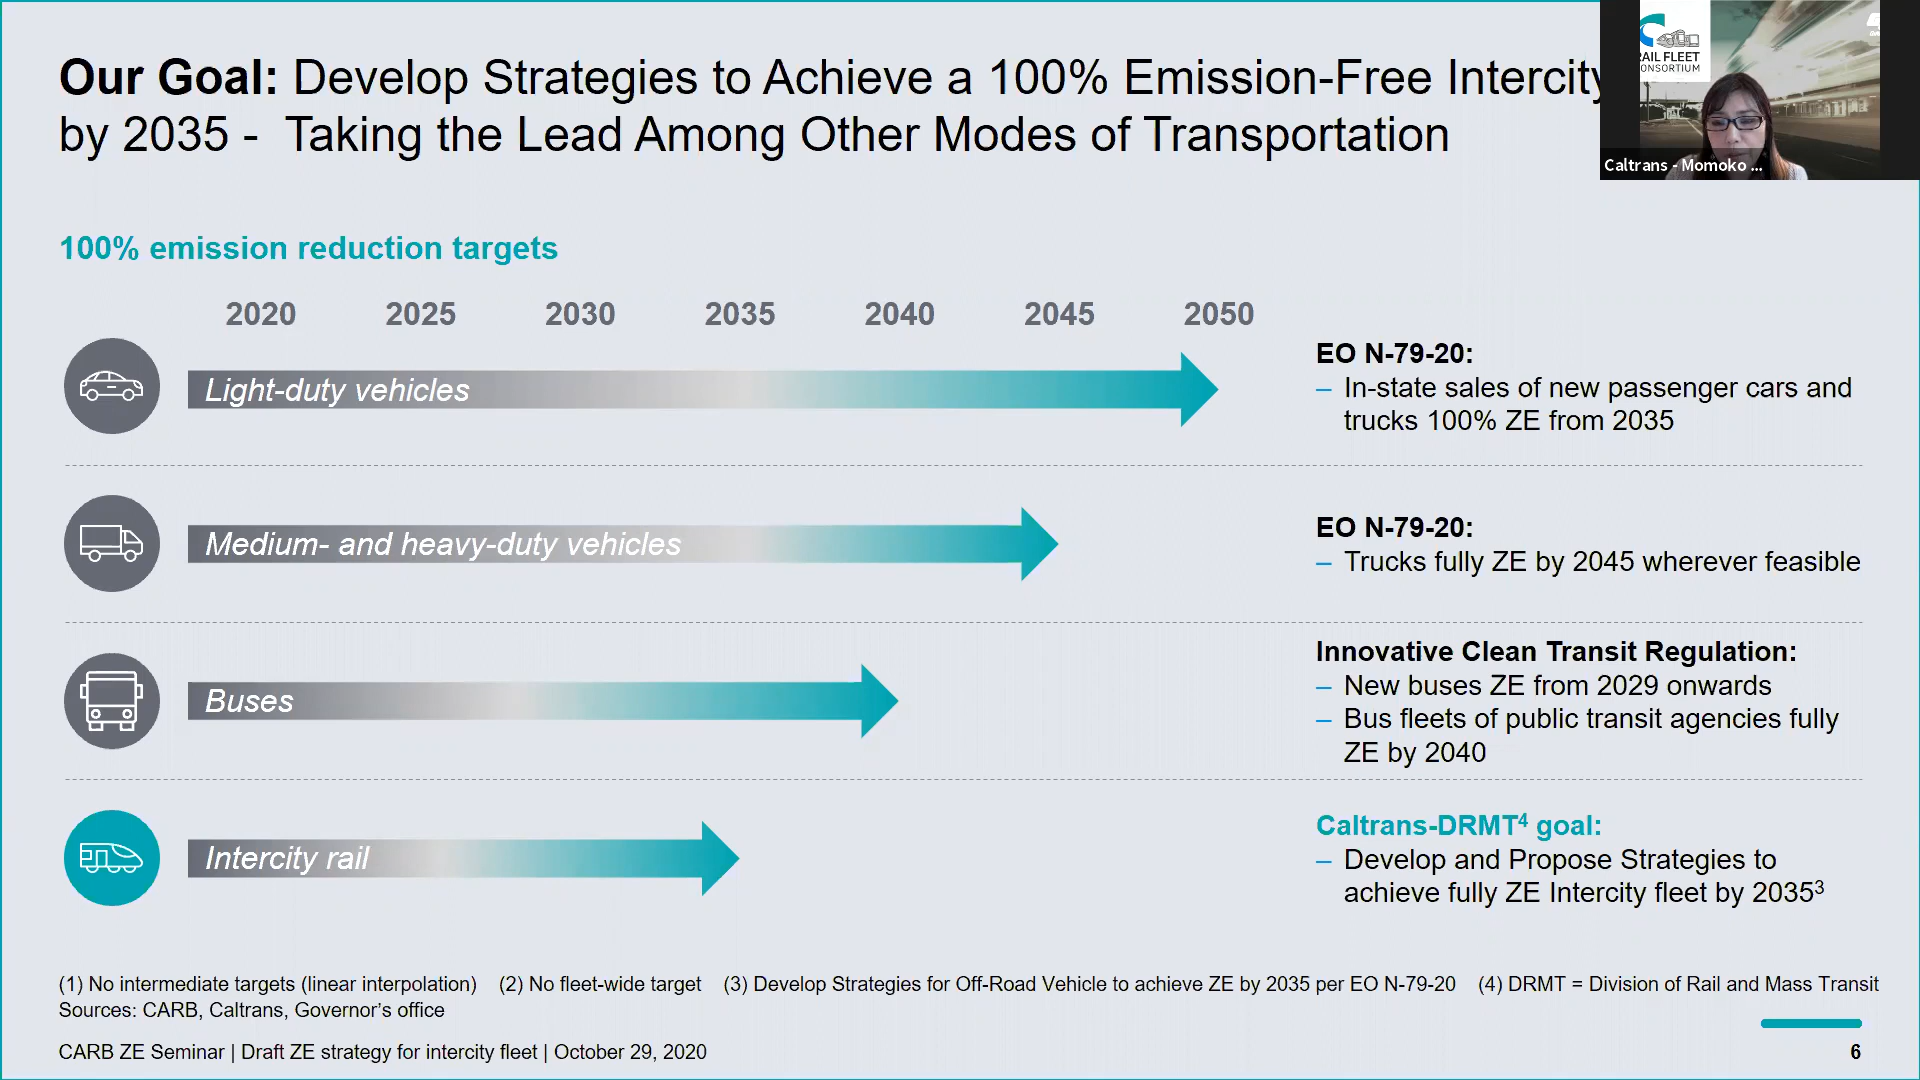 Our Goal: Develop Strategies to Achieve a 100% Emission-Free Intercity
by 2035 - Taking the Lead Among Other Modes of Transportation
RAIL FLEET
CONSORTIUM
Caltrans - Momoko ...
100% emission reduction targets
2020 2025 2030 2035 2040 2045 2050
Light-duty vehicles
EO N-79-20:
– In-state sales of new passenger cars and
trucks 100% ZE from 2035
Medium- and heavy-duty vehicles
EO N-79-20:
– Trucks fully ZE by 2045 wherever feasible
Buses
Innovative Clean Transit Regulation:
– New buses ZE from 2029 onwards
– Bus fleets of public transit agencies fully
ZE by 2040
Intercity rail
Caltrans-DRMT⁴ goal:
– Develop and Propose Strategies to
achieve fully ZE Intercity fleet by 2035³
(1) No intermediate targets (linear interpolation) (2) No fleet-wide target (3) Develop Strategies for Off-Road Vehicle to achieve ZE by 2035 per EO N-79-20 (4) DRMT = Division of Rail and Mass Transit
Sources: CARB, Caltrans, Governor's office
CARB ZE Seminar | Draft ZE strategy for intercity fleet | October 29, 2020
6